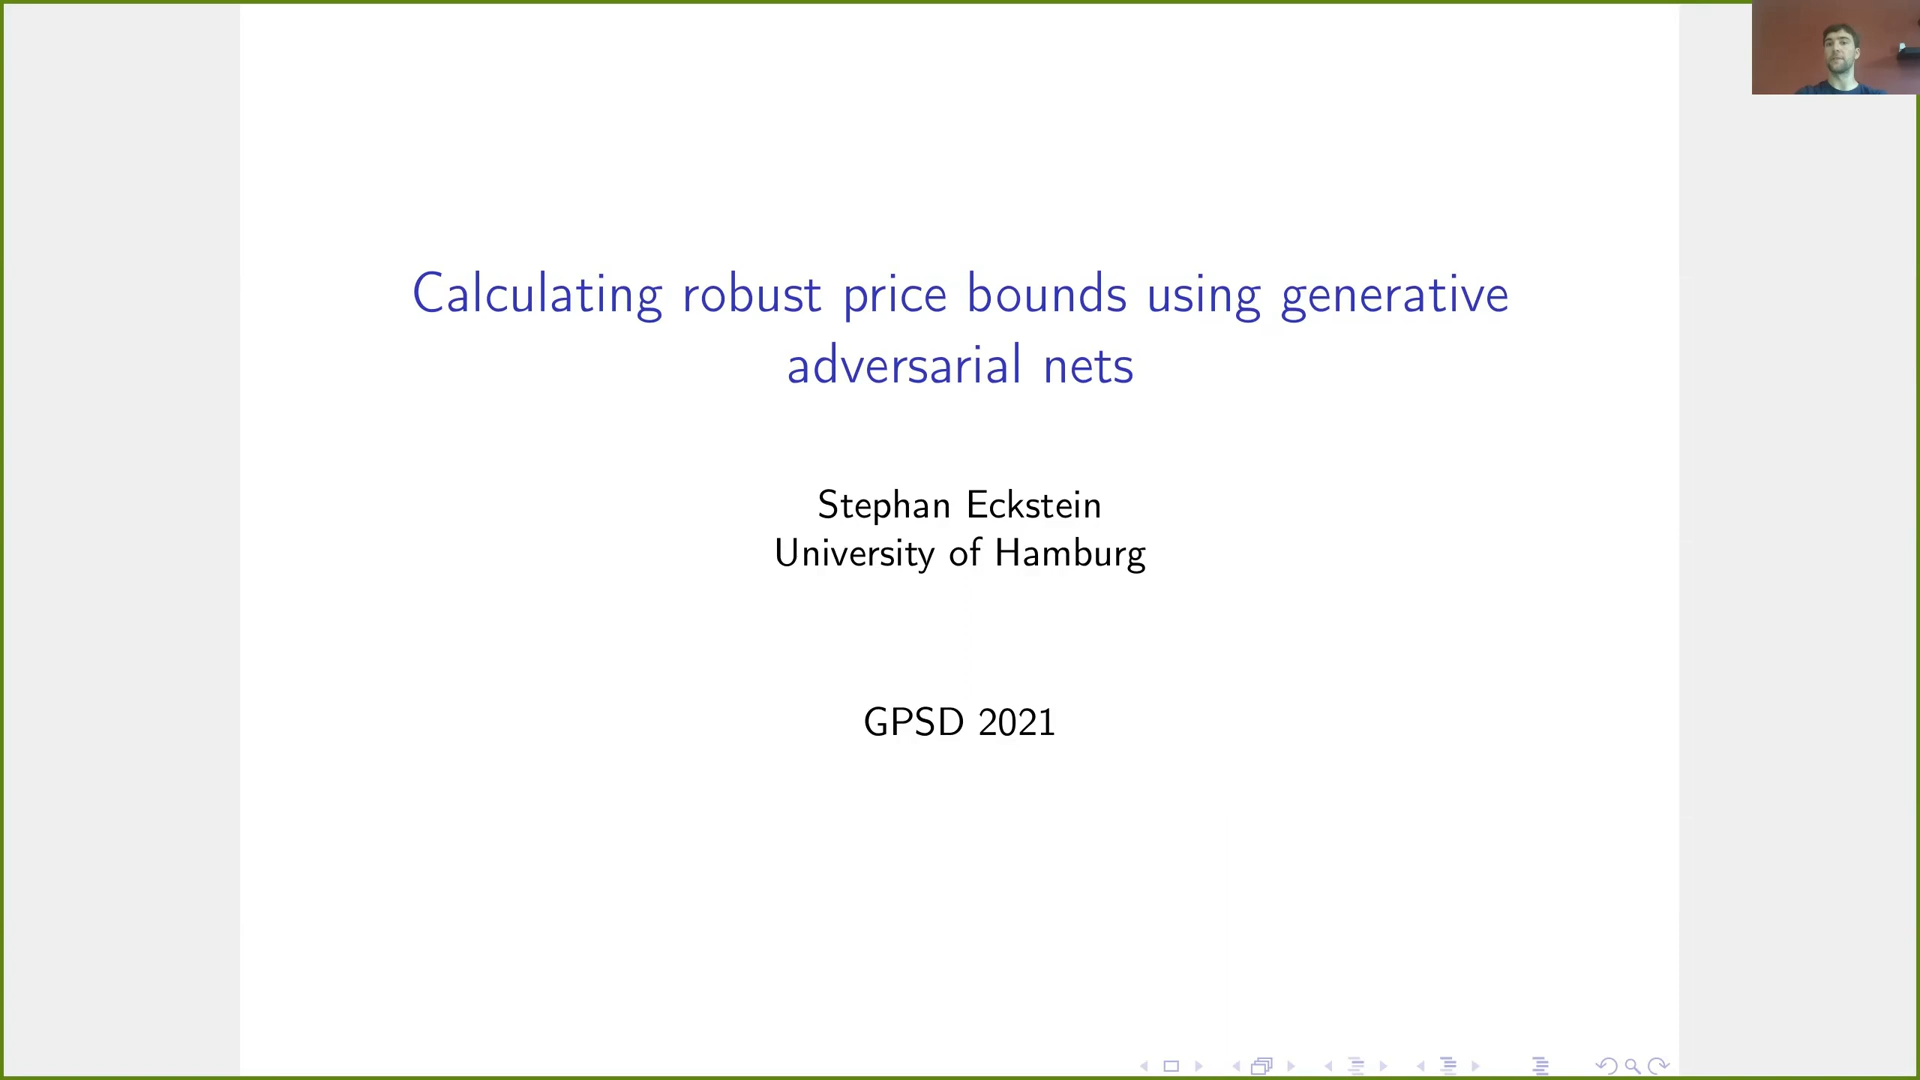 Calculating robust price bounds using generative
adversarial nets
Stephan Eckstein
University of Hamburg
GPSD 2021